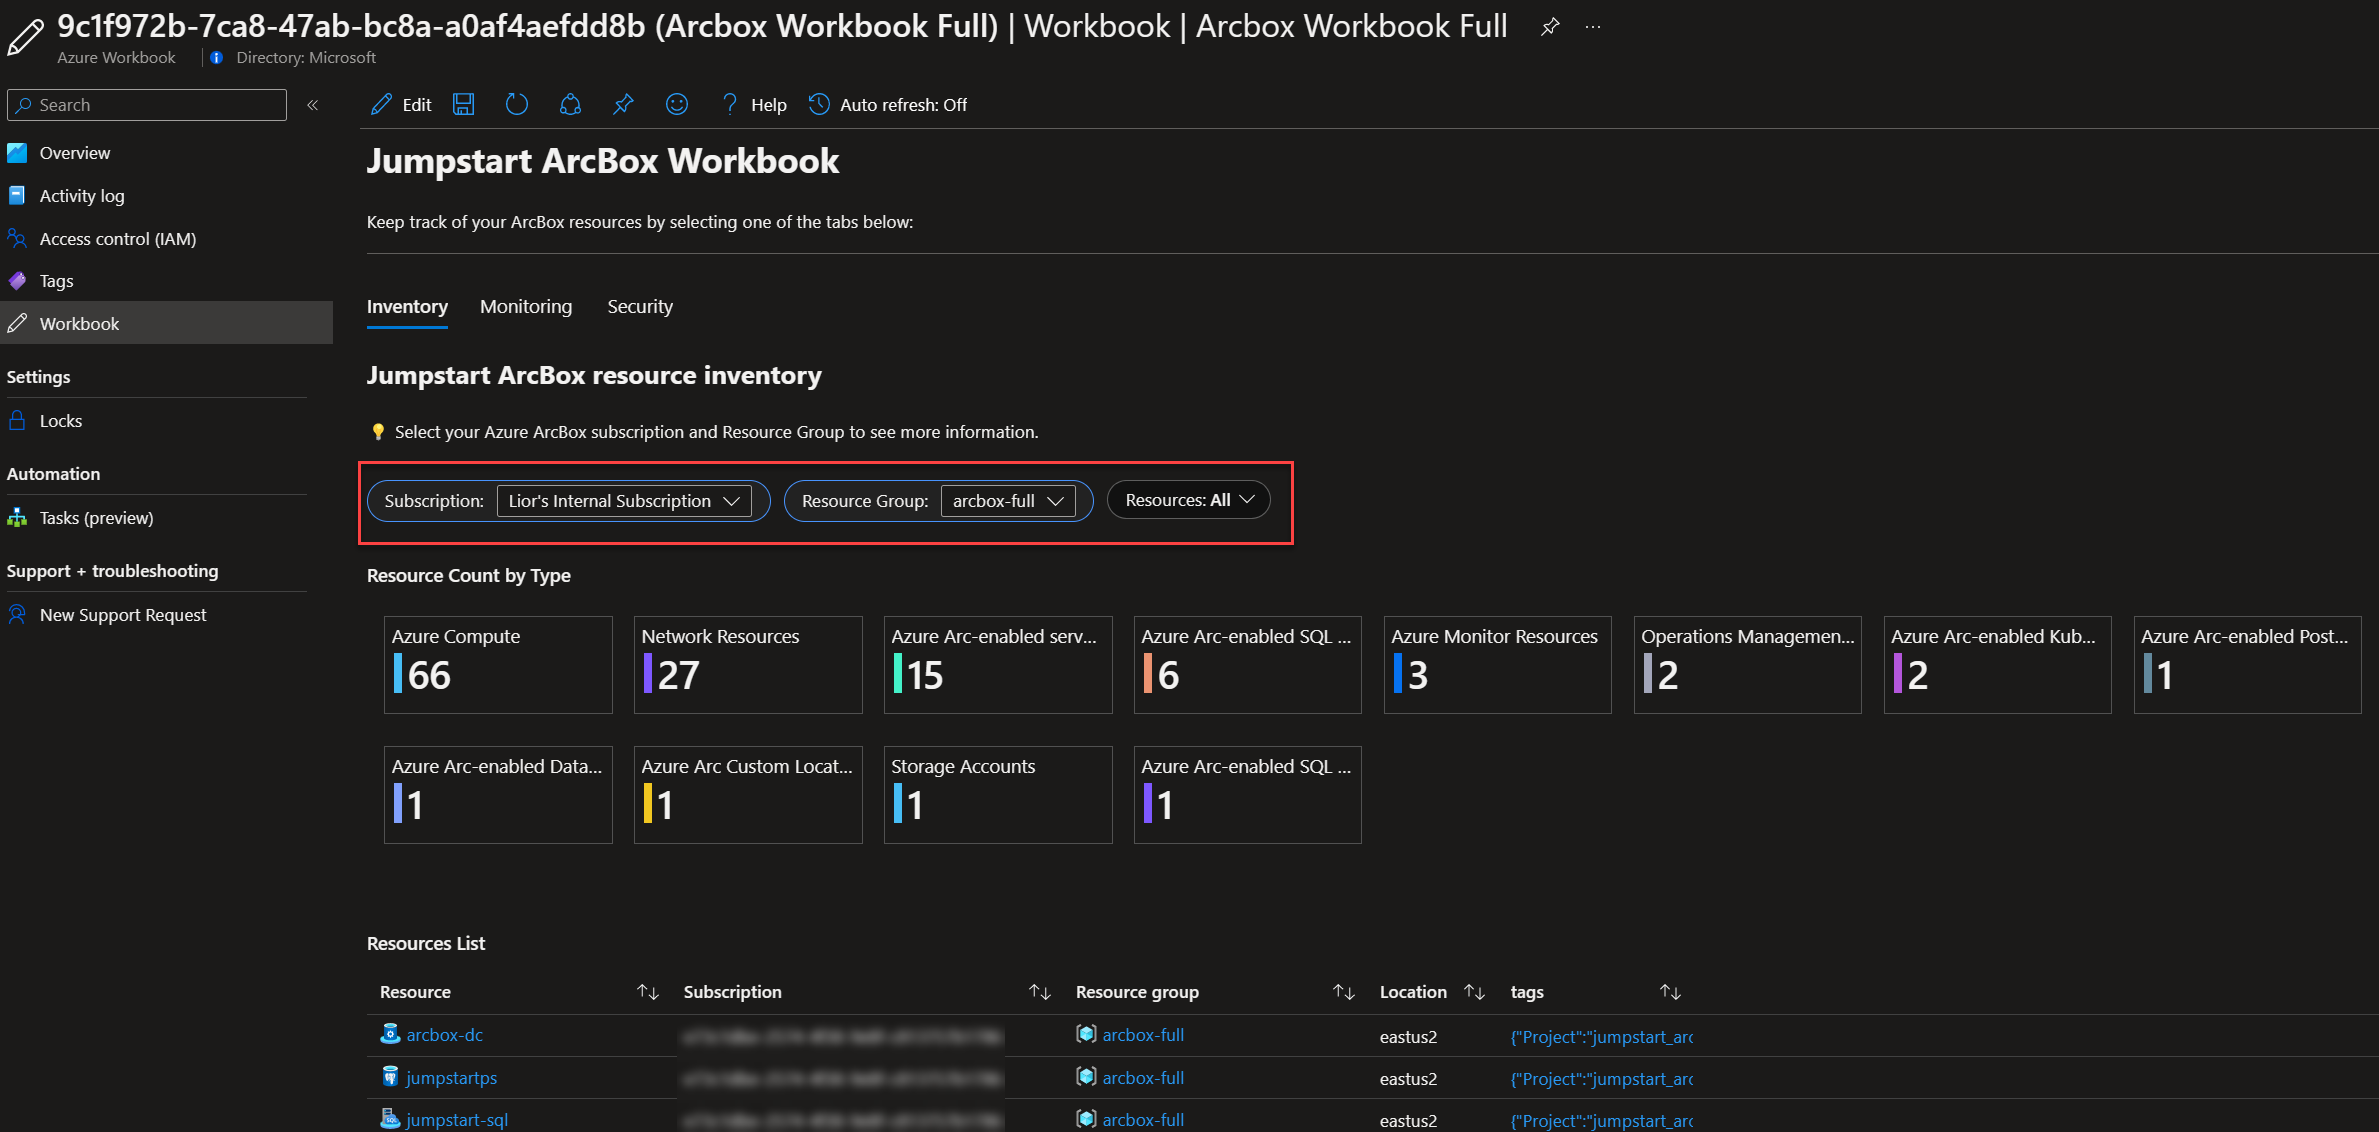 9c1f972b-7ca8-47ab-bc8a-a0af4aefdd8b (Arcbox Workbook Full) | Workbook | Arcbox Workbook Full ...
Azure Workbook | Directory: Microsoft
Search «
Edit Help Auto refresh: Off
Overview
Activity log
Access control (IAM)
Tags
Workbook
Settings
Locks
Automation
Tasks (preview)
Support + troubleshooting
New Support Request
Jumpstart ArcBox Workbook
Keep track of your ArcBox resources by selecting one of the tabs below:
Inventory Monitoring Security
Jumpstart ArcBox resource inventory
Select your Azure ArcBox subscription and Resource Group to see more information.
Subscription: Lior's Internal Subscription Resource Group: arcbox-full Resources: All
Resource Count by Type
Azure Compute
66
Network Resources
27
Azure Arc-enabled serv...
15
Azure Arc-enabled SQL ...
6
Azure Monitor Resources
3
Operations Managemen...
2
Azure Arc-enabled Kub...
2
Azure Arc-enabled Post...
1
Azure Arc-enabled Data...
1
Azure Arc Custom Locat...
1
Storage Accounts
1
Azure Arc-enabled SQL ...
1
Resources List
Resource Subscription Resource group Location tags
arcbox-dc arcbox-full eastus2 {"Project":"jumpstart_arc
jumpstartps arcbox-full eastus2 {"Project":"jumpstart_arc
jumpstart-sql arcbox-full eastus2 {"Project":"jumpstart_arc